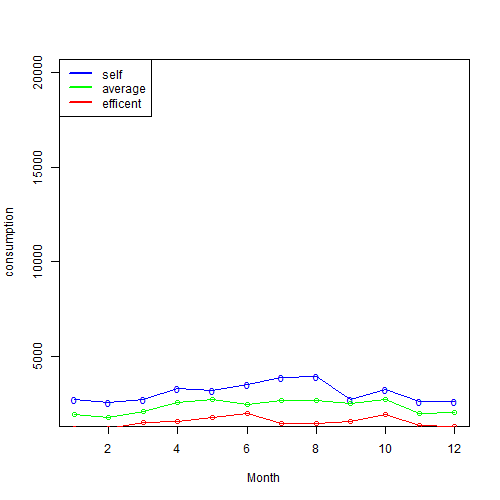 self
average
efficent
20000
15000
10000
5000
consumption
2 4 6 8 10 12
Month